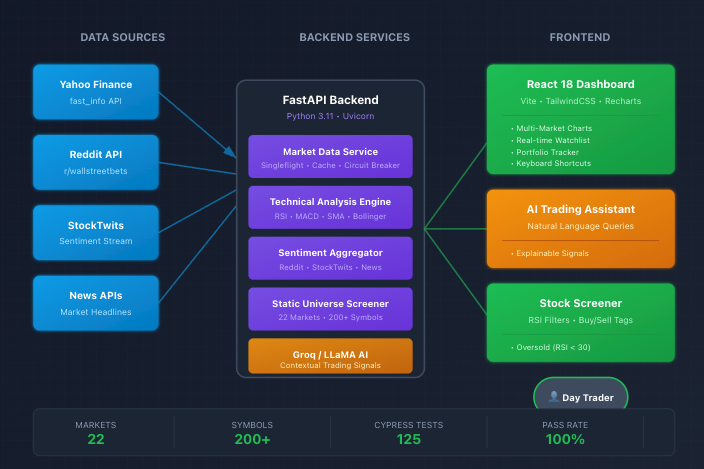 DATA SOURCES
BACKEND SERVICES
FRONTEND
Yahoo Finance
fast_info API
Reddit API
r/wallstreetbets
StockTwits
Sentiment Stream
News APIs
Market Headlines
FastAPI Backend
Python 3.11 • Uvicorn
Market Data Service
Singleflight • Cache • Circuit Breaker
Technical Analysis Engine
RSI • MACD • SMA • Bollinger
Sentiment Aggregator
Reddit • StockTwits • News
Static Universe Screener
22 Markets • 200+ Symbols
Groq / LLaMA AI
Contextual Trading Signals
React 18 Dashboard
Vite • TailwindCSS • Recharts
• Multi-Market Charts
• Real-time Watchlist
• Portfolio Tracker
• Keyboard Shortcuts
AI Trading Assistant
Natural Language Queries
• Explainable Signals
Stock Screener
RSI Filters • Buy/Sell Tags
• Oversold (RSI < 30)
Day Trader
MARKETS
22
SYMBOLS
200+
CYPRESS TESTS
125
PASS RATE
100%